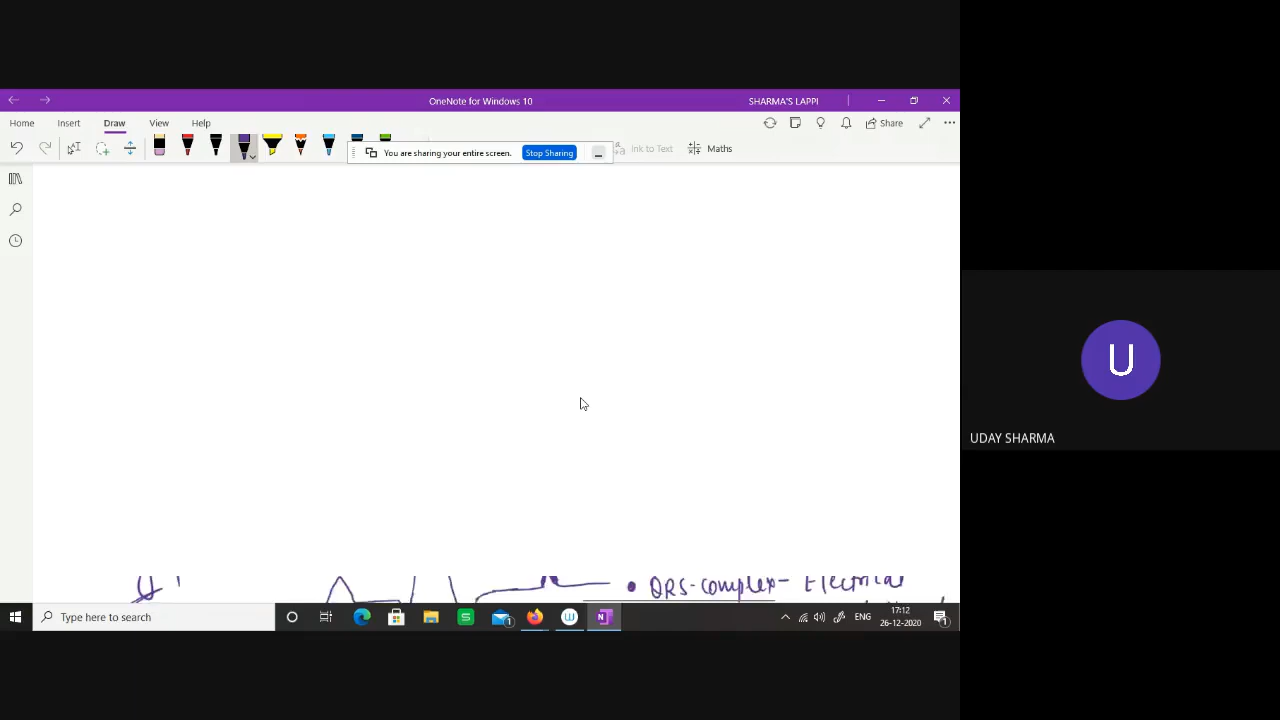 OneNote for Windows 10
SHARMA'S LAPPI
Home Insert Draw View Help
Share
You are sharing your entire screen. Stop Sharing
Ink to Text Maths
QRS-complex- Electrical
U
UDAY SHARMA
Type here to search
1
ENG
17:12
26-12-2020
1